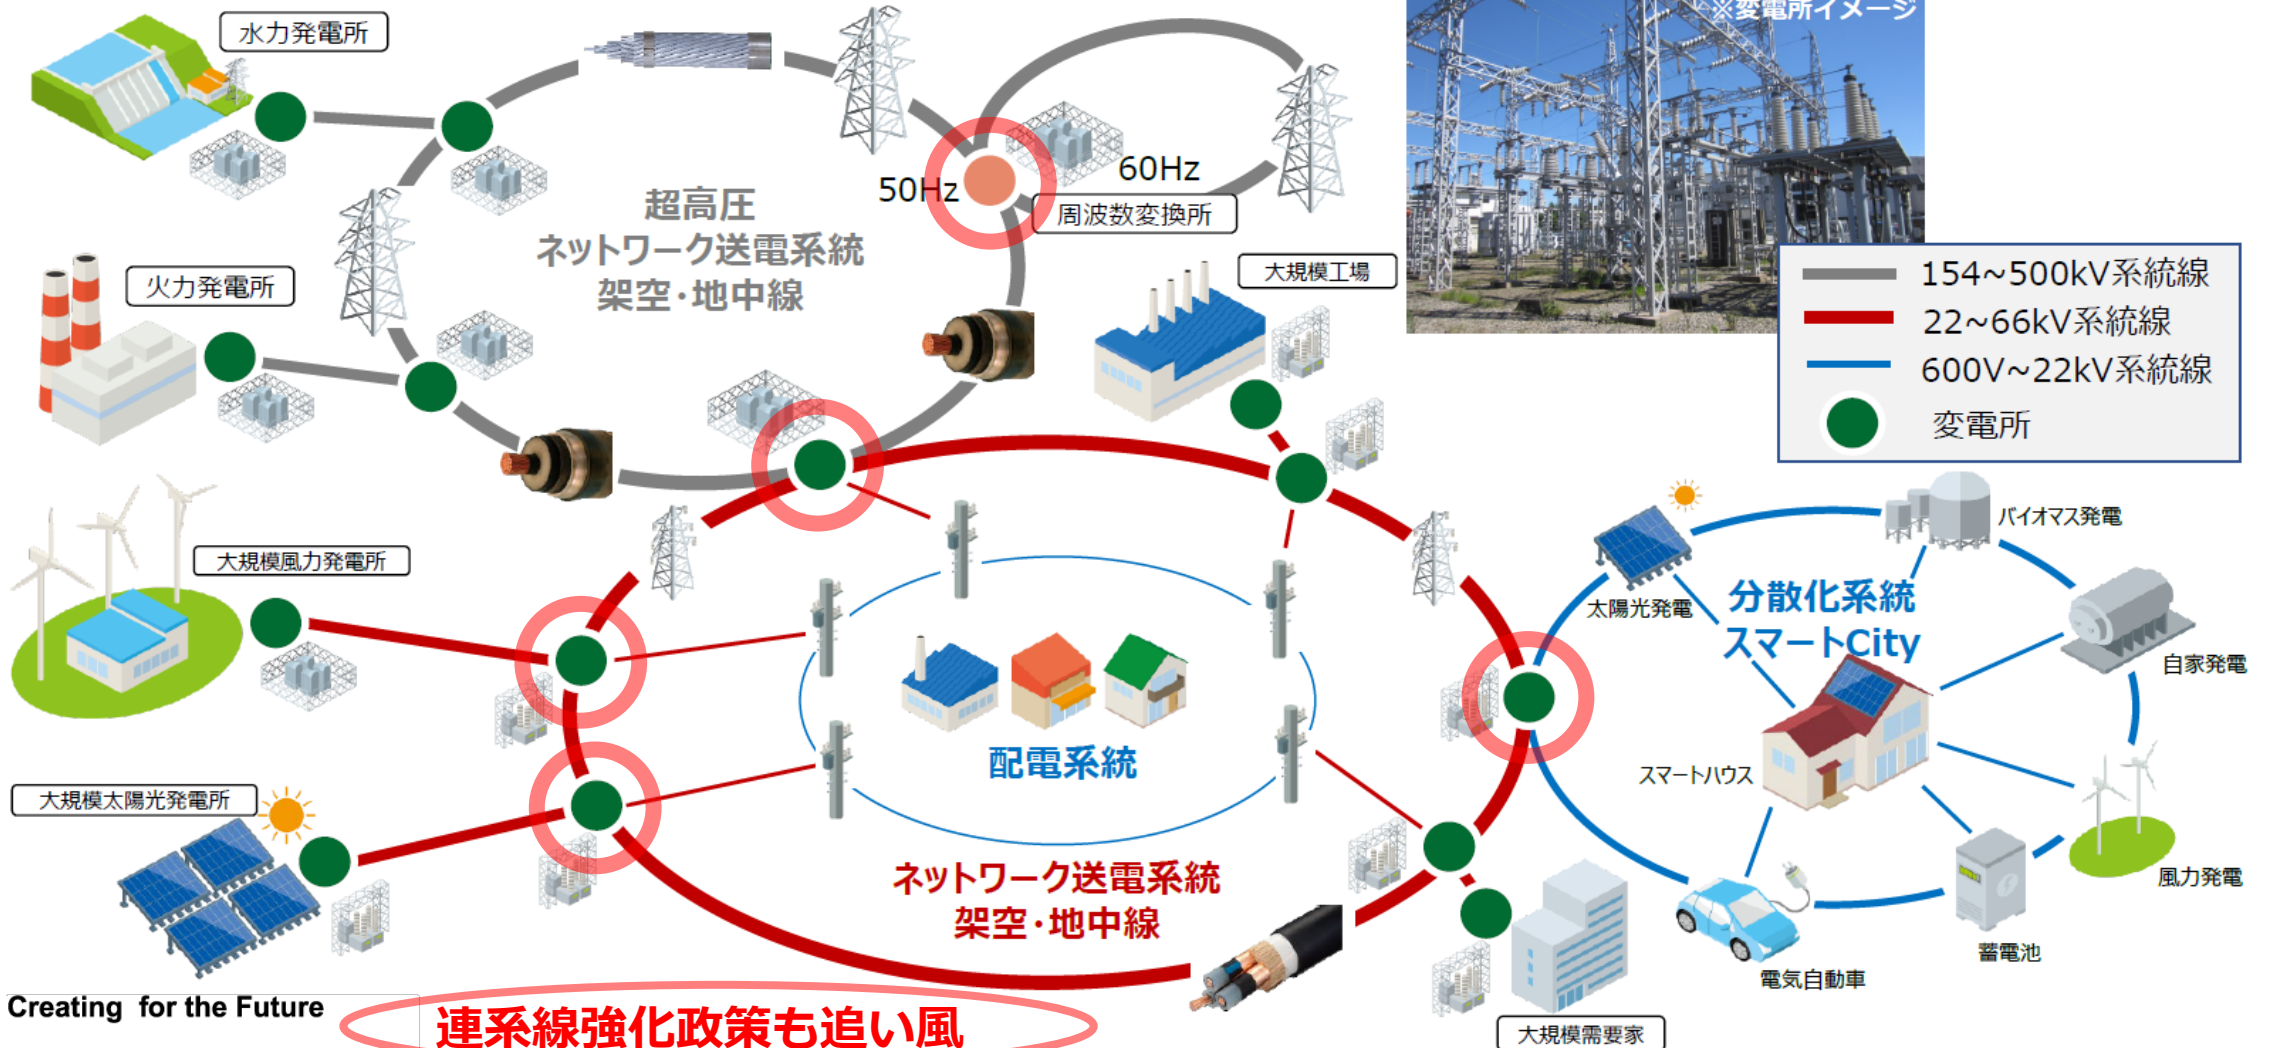 水力発電所
※変電所イメージ
50Hz
60Hz
周波数変換所
超高圧
ネットワーク送電系統
架空・地中線
火力発電所
大規模工場
154~500kV系統線
22~66kV系統線
600V~22kV系統線
変電所
大規模風力発電所
バイオマス発電
太陽光発電
分散化系統
スマートCity
自家発電
配電系統
スマートハウス
大規模太陽光発電所
ネットワーク送電系統
架空・地中線
風力発電
蓄電池
電気自動車
Creating for the Future
連系線強化政策も追い風
大規模需要家